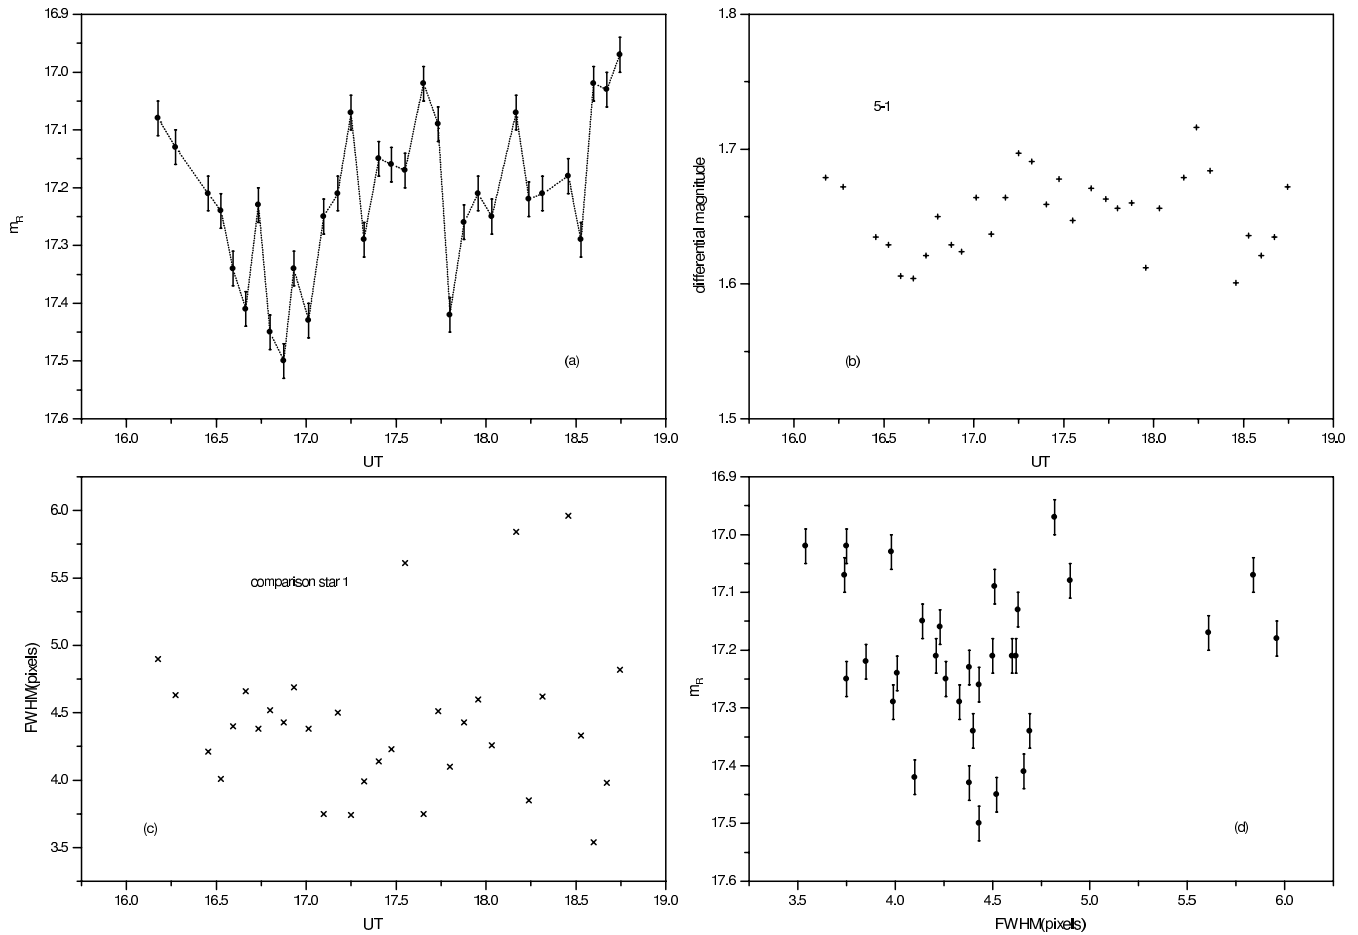 16.9
17.0
17.1
17.2
17.3
17.4
17.5
17.6
m_R
(a)
16.0 16.5 17.0 17.5 18.0 18.5 19.0
UT
1.8
1.7
1.6
1.5
differential magnitude
5-1
(b)
16.0 16.5 17.0 17.5 18.0 18.5 19.0
UT
6.0
5.5
5.0
4.5
4.0
3.5
FWHM(pixels)
comparison star 1
(c)
16.0 16.5 17.0 17.5 18.0 18.5 19.0
UT
16.9
17.0
17.1
17.2
17.3
17.4
17.5
17.6
m_R
(d)
3.5 4.0 4.5 5.0 5.5 6.0
FWHM(pixels)